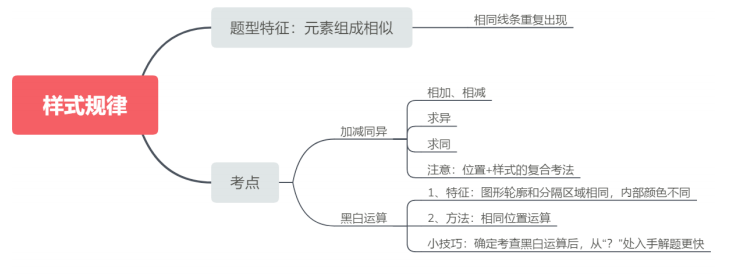 样式规律
题型特征：元素组成相似
相同线条重复出现
考点
加减同异
相加、相减
求异
求同
注意：位置+样式的复合考法
黑白运算
1、特征：图形轮廓和分隔区域相同，内部颜色不同
2、方法：相同位置运算
小技巧：确定考查黑白运算后，从“？”处入手解题更快